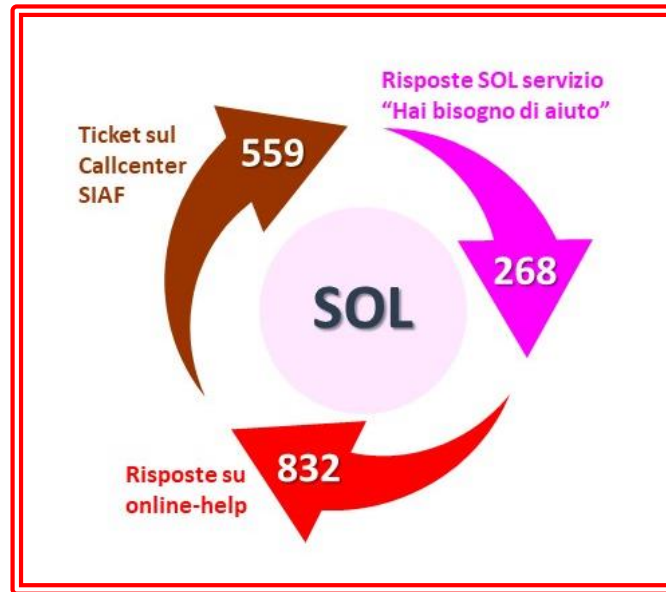 Risposte SOL servizio
“Hai bisogno di aiuto”
Ticket sul
Callcenter
SIAF
559
268
SOL
832
Risposte su
online-help